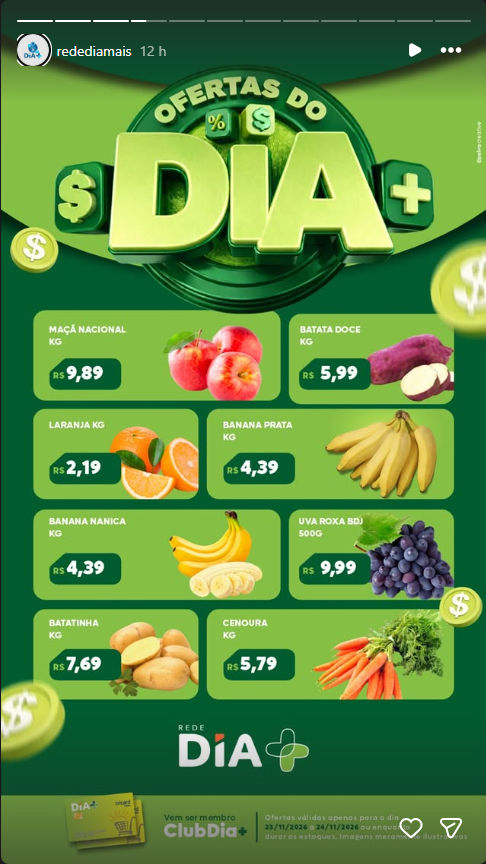 rededia­mais 12 h
OFERTAS DO
% $
$ DIA +
MAÇÃ NACIONAL
KG
R$ 9,89
BATATA DOCE
KG
R$ 5,99
LARANJA KG
R$ 2,19
BANANA PRATA
KG
R$ 4,39
BANANA NANICA
KG
R$ 4,39
UVA ROXA BDJ
500G
R$ 9,99
BATATINHA
KG
R$ 7,69
CENOURA
KG
R$ 5,79
REDE
DIA
DIA+
Vem ser membro
ClubDia+
Ofertas válidas apenas para o dia
23/11/2026 e 24/11/2026 ou enquanto
durar os estoques. Imagens meramente ilustrativas